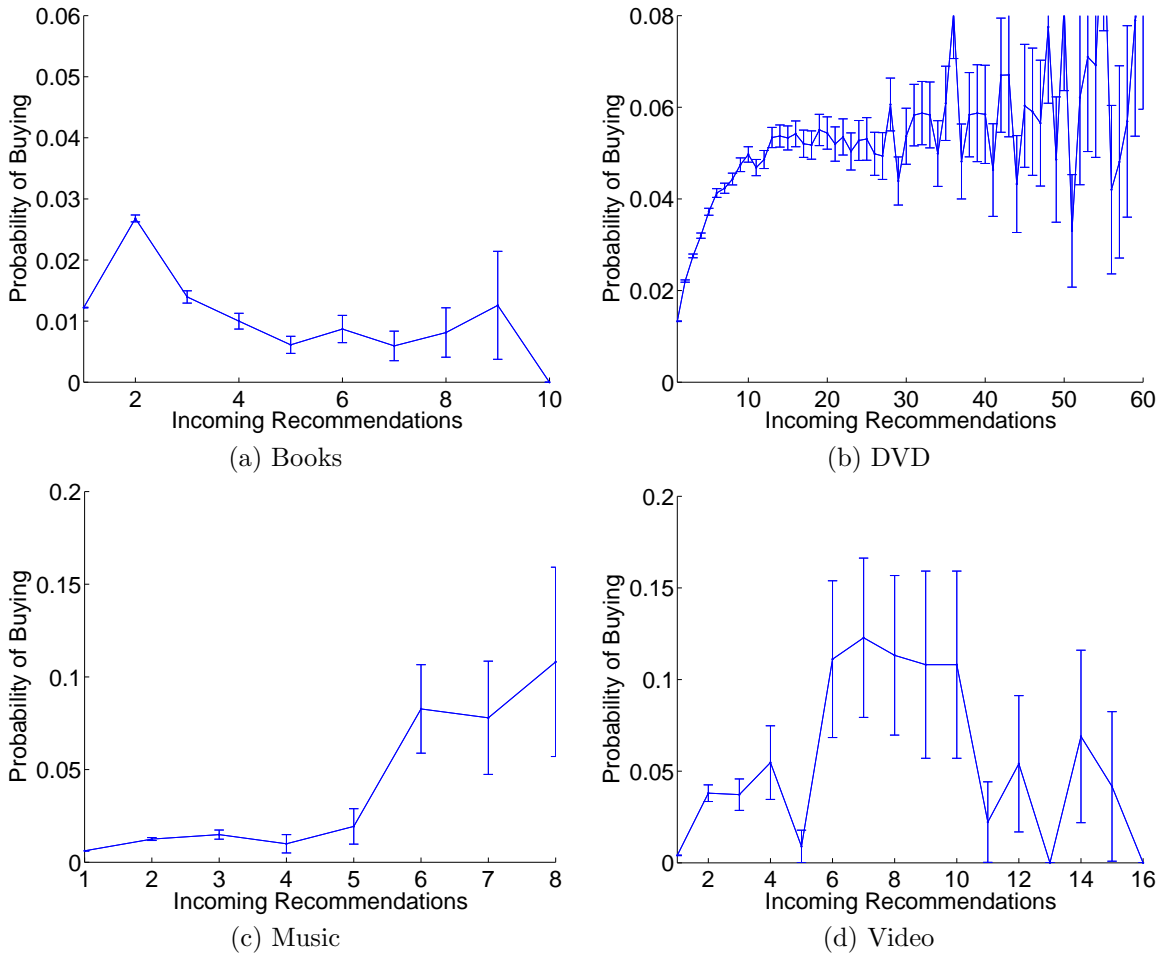 0.06
0.05
0.04
0.03
0.02
0.01
0
2 4 6 8 10
Probability of Buying
Incoming Recommendations
(a) Books
0.08
0.06
0.04
0.02
0
10 20 30 40 50 60
Probability of Buying
Incoming Recommendations
(b) DVD
0.2
0.15
0.1
0.05
0
1 2 3 4 5 6 7 8
Probability of Buying
Incoming Recommendations
(c) Music
0.2
0.15
0.1
0.05
0
2 4 6 8 10 12 14 16
Probability of Buying
Incoming Recommendations
(d) Video